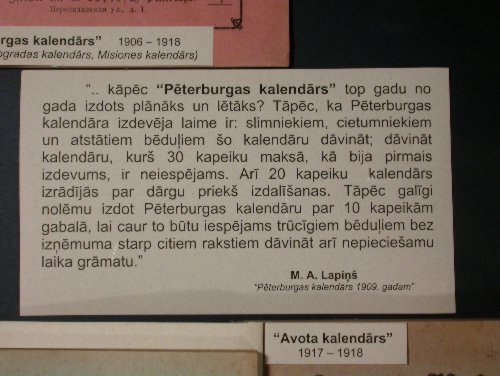 Переславская ул., д. 1.
rgas kalendārs” 1906 – 1918
ogradas kalendārs, Misiones kalendārs)
“.. kāpēc “Pēterburgas kalendārs” top gadu no
gada izdots plānāks un lētāks? Tāpēc, ka Pēterburgas
kalendāra izdevēja laime ir: slimniekiem, cietumniekiem
un atstātiem bēduļiem šo kalendāru dāvināt; dāvināt
kalendāru, kurš 30 kapeiku maksā, kā bija pirmais
izdevums, ir neiespējams. Arī 20 kapeiku kalendārs
izrādījās par dārgu priekš izdalīšanas. Tāpēc galīgi
nolēmu izdot Pēterburgas kalendāru par 10 kapeikām
gabalā, lai caur to būtu iespējams trūcīgiem bēduļiem bez
izņēmuma starp citiem rakstiem dāvināt arī nepieciešamu
laika grāmatu.”
M. A. Lapiņš
“Pēterburgas kalendārs 1909. gadam”
“Avota kalendārs”
1917 – 1918